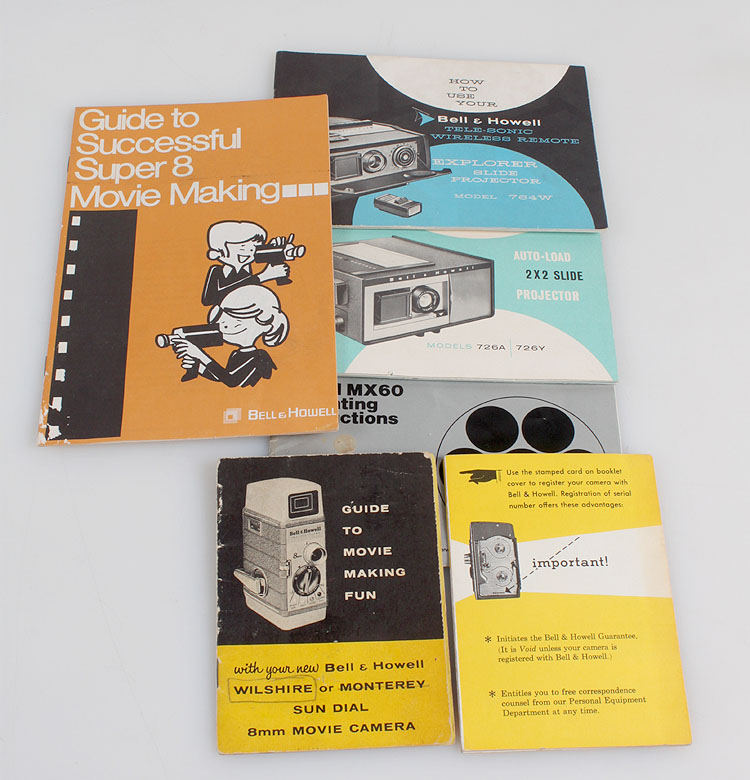 Guide to
Successful
Super 8
Movie Making
BELL & HOWELL
HOW
TO
USE
YOUR
Bell & Howell
TELE-SONIC
WIRELESS REMOTE
EXPLORER
SLIDE
PROJECTOR
MODEL 764W
Bell & Howell
AUTO-LOAD
2X2 SLIDE
PROJECTOR
MODELS 726A 726Y
MX60
GUIDE
TO
MOVIE
MAKING
FUN
Bell & Howell
8mm
with your new Bell & Howell
WILSHIRE or MONTEREY
SUN DIAL
8mm MOVIE CAMERA
Use the stamped card on booklet
cover to register your camera with
Bell & Howell. Registration of serial
number offers these advantages:
important!
* Initiates the Bell & Howell Guarantee.
(It is Void unless your camera is
registered with Bell & Howell.)
* Entitles you to free correspondence
counsel from our Personal Equipment
Department at any time.